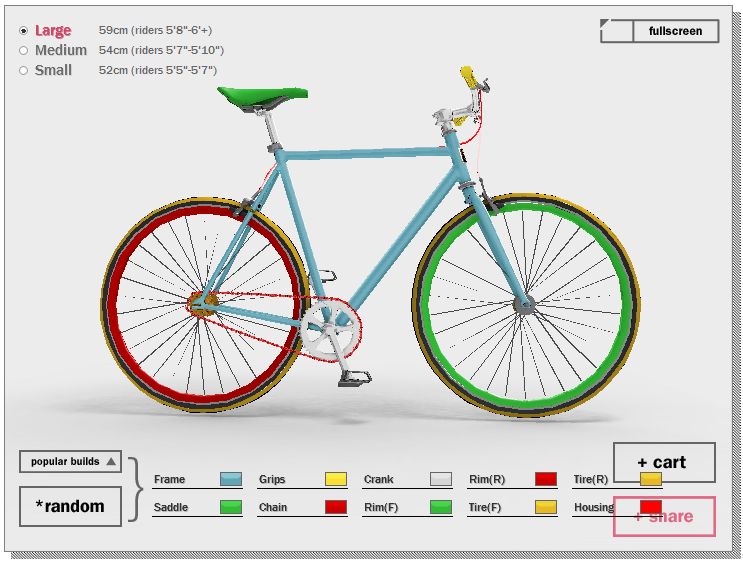 Large 59cm (riders 5'8"-6'+)
Medium 54cm (riders 5'7"-5'10")
Small 52cm (riders 5'5"-5'7")
fullscreen
popular builds
*random
Frame Grips Crank Rim(R) Tire(R)
Saddle Chain Rim(F) Tire(F) Housing
+ cart
+ share